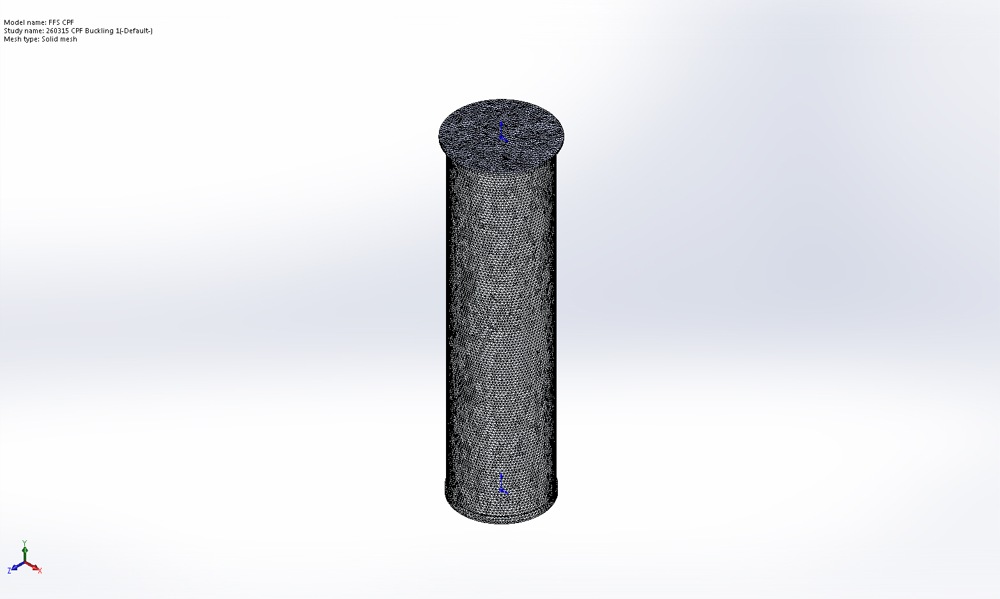 Model name: FFS CPF
Study name: 260315 CPF Buckling 1(-Default-)
Mesh type: Solid mesh
Y
Z
X